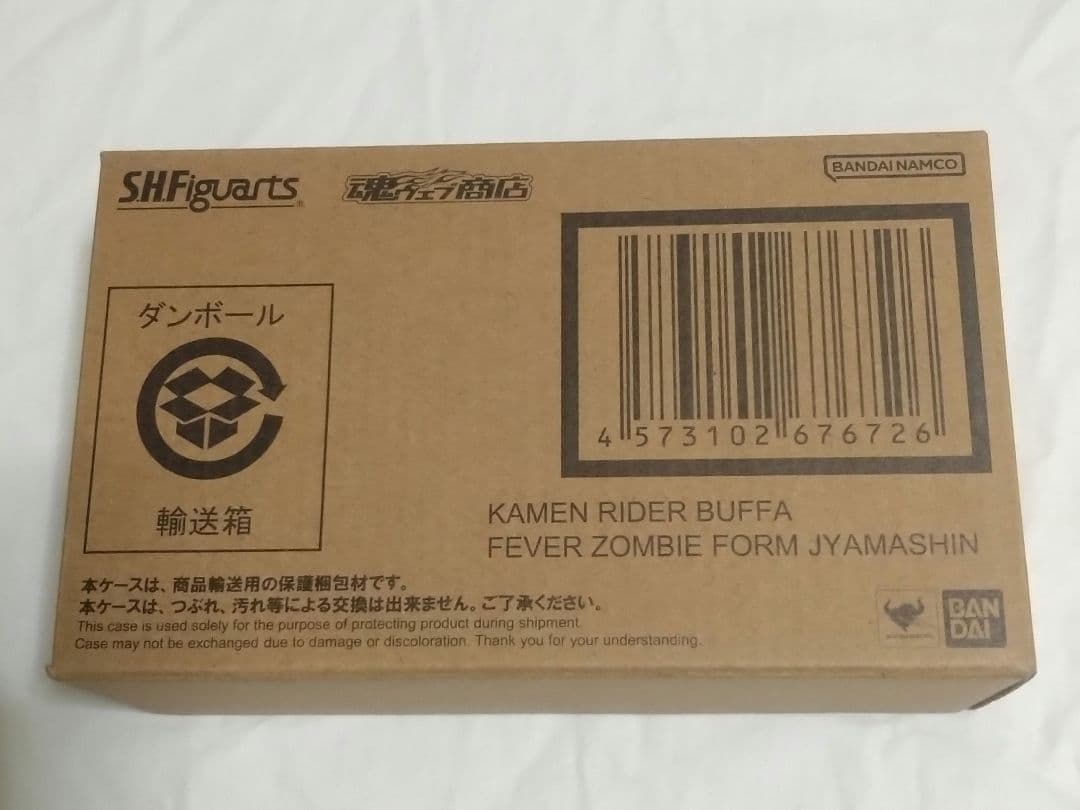 S.H.Figuarts
魂ウェブ商店
BANDAI NAMCO
ダンボール
輸送箱
4 573102 676726
KAMEN RIDER BUFFA
FEVER ZOMBIE FORM JYAMASHIN
本ケースは、商品輸送用の保護梱包材です。
本ケースは、つぶれ、汚れ等による交換は出来ません。ご了承ください。
This case is used solely for the purpose of protecting product during shipment.
Case may not be exchanged due to damage or discoloration. Thank you for your understanding.
BAN
DAI